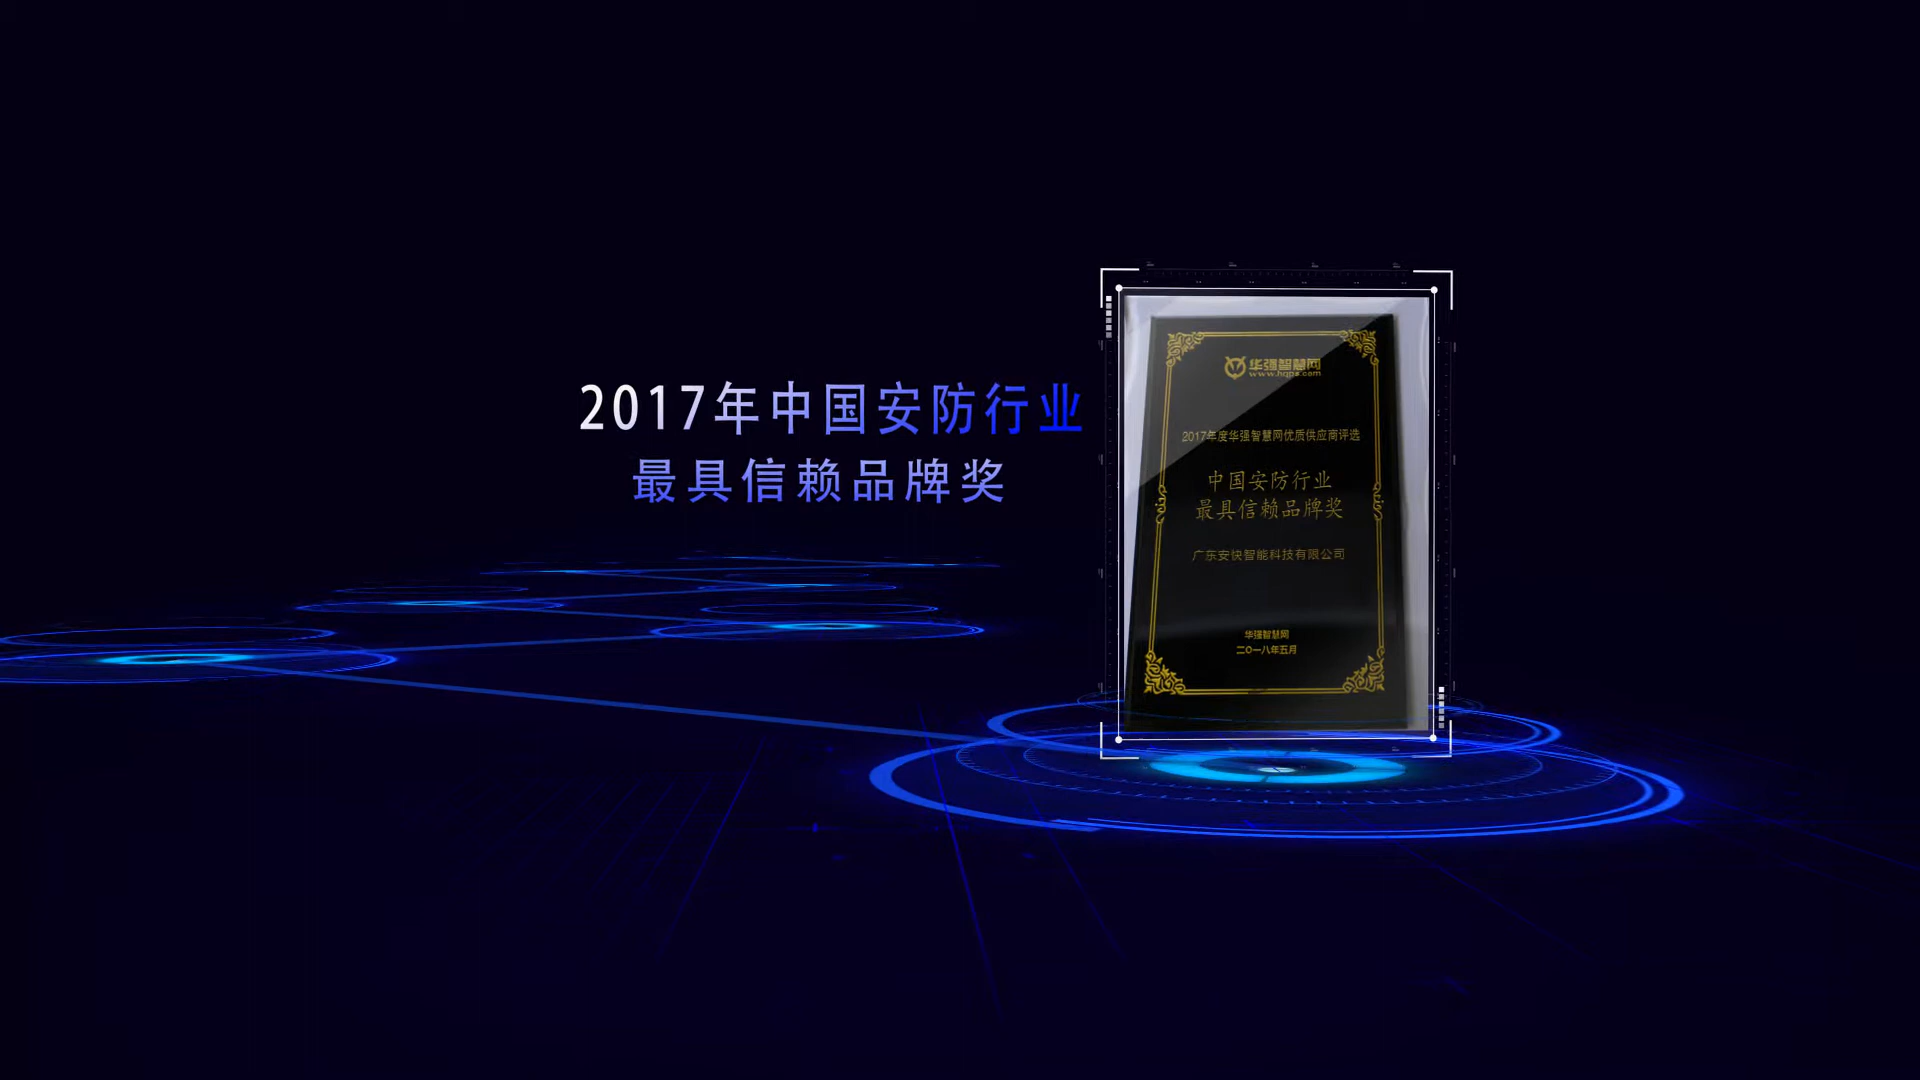 2017年中国安防行业
最具信赖品牌奖
华强智慧网
www.hqps.com
2017年度华强智慧网优质供应商评选
中国安防行业
最具信赖品牌奖
广东安快智能科技有限公司
华强智慧网
二〇一八年五月